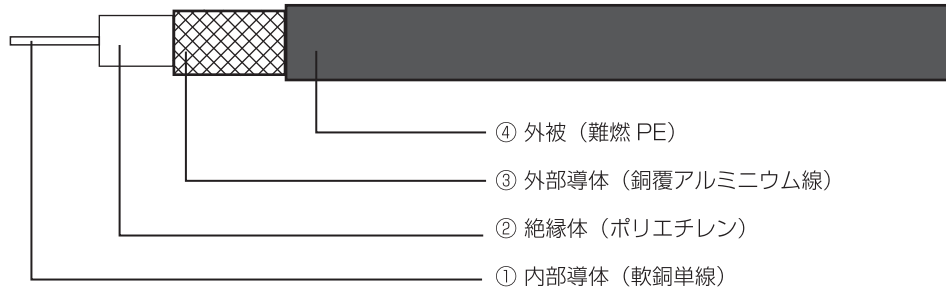 ④ 外被（難燃 PE）
③ 外部導体（銅覆アルミニウム線）
② 絶縁体（ポリエチレン）
① 内部導体（軟銅単線）